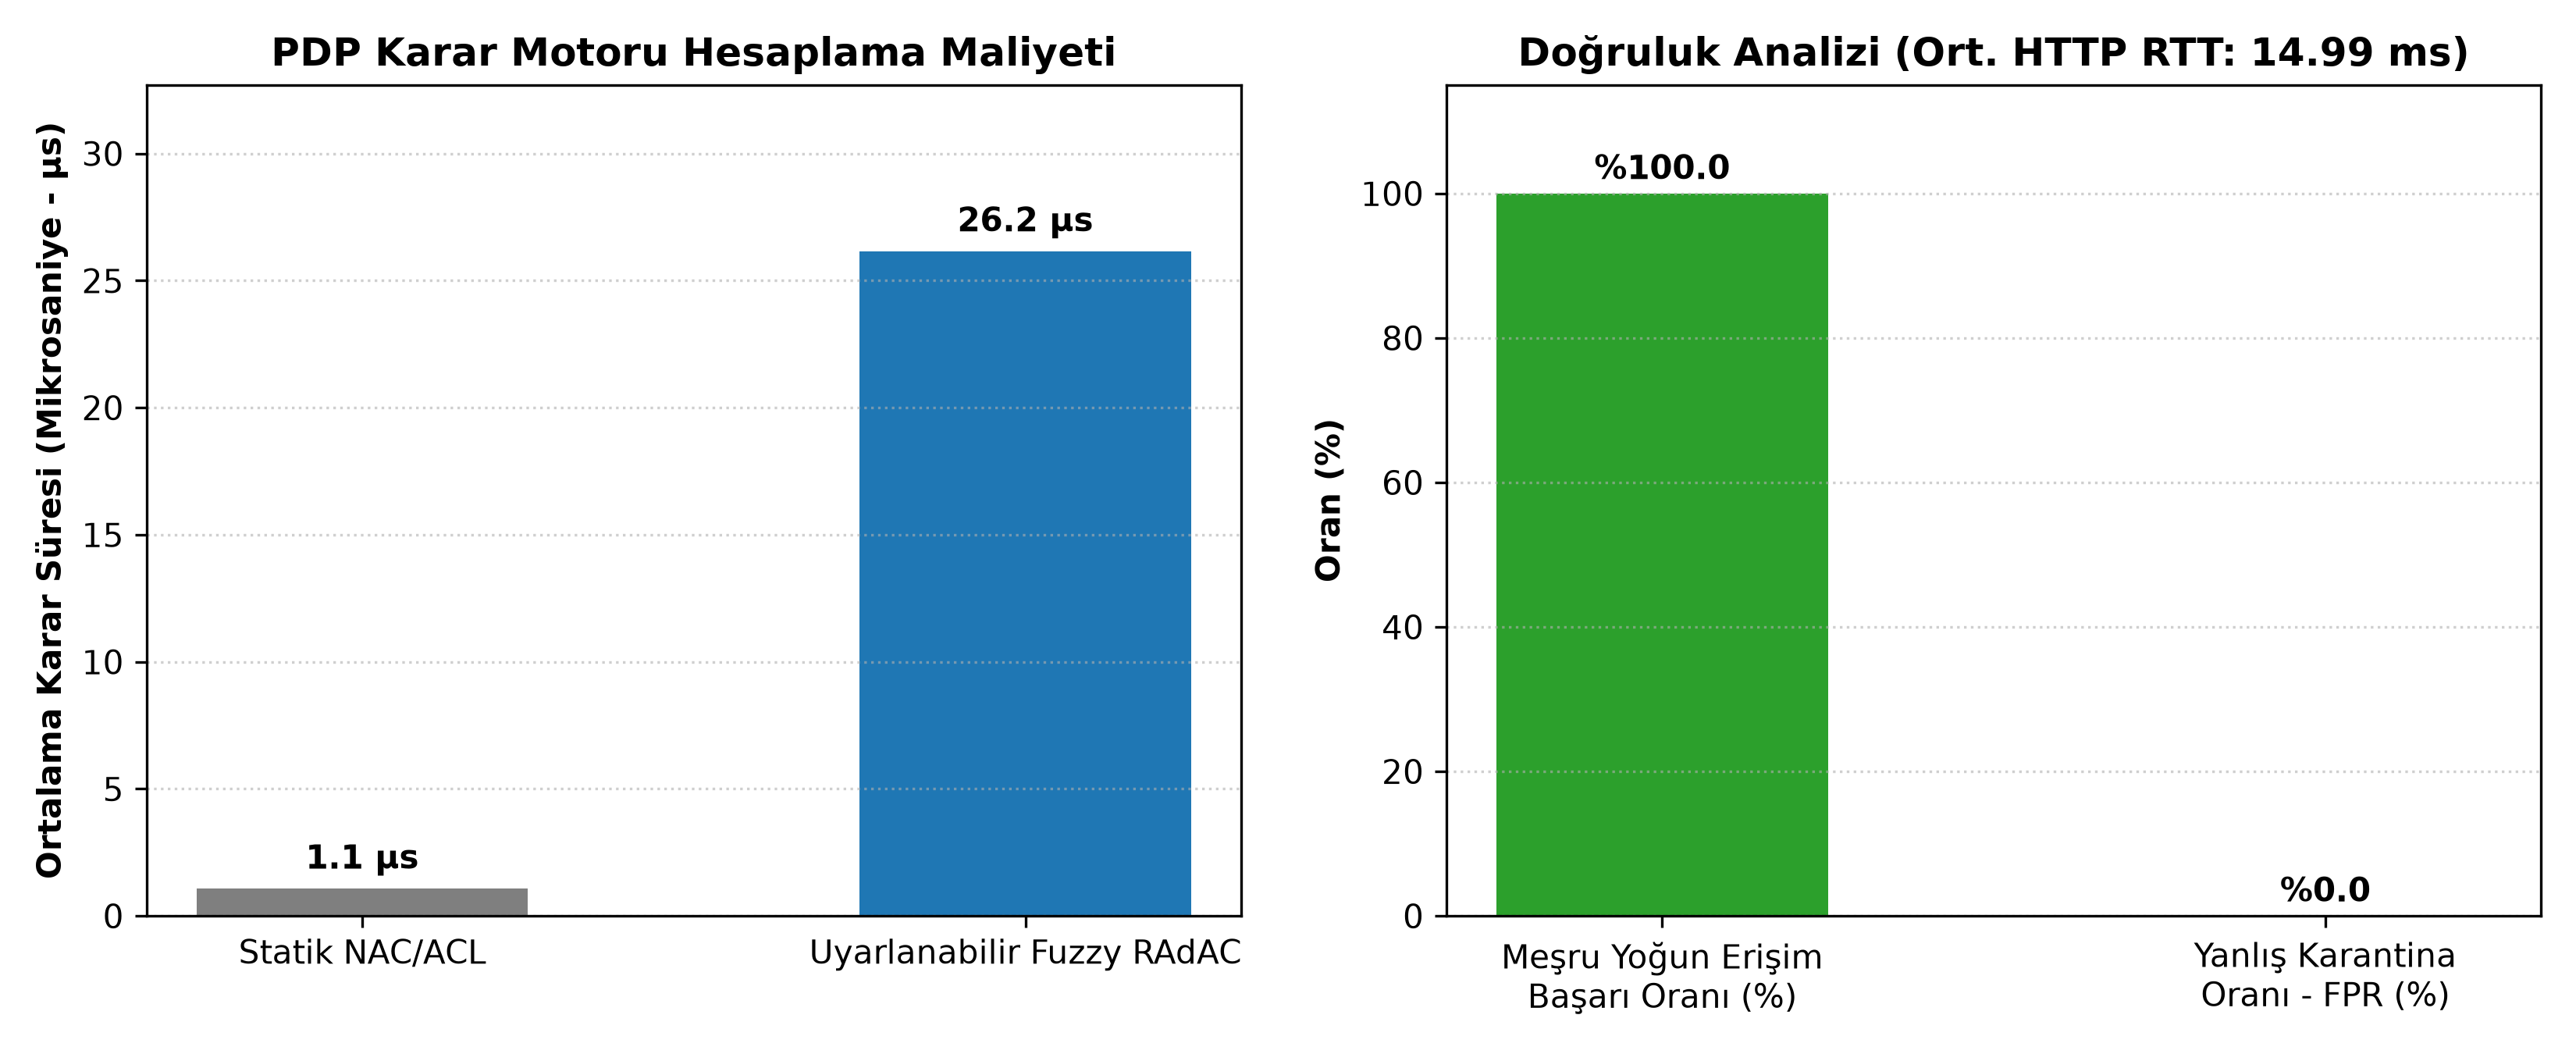 PDP Karar Motoru Hesaplama Maliyeti
Ortalama Karar Süresi (Mikrosaniye - µs)
30
25
20
15
10
5
0
1.1 µs
26.2 µs
Statik NAC/ACL
Uyarlanabilir Fuzzy RAdAC
Doğruluk Analizi (Ort. HTTP RTT: 14.99 ms)
Oran (%)
100
80
60
40
20
0
%100.0
%0.0
Meşru Yoğun Erişim
Başarı Oranı (%)
Yanlış Karantina
Oranı - FPR (%)